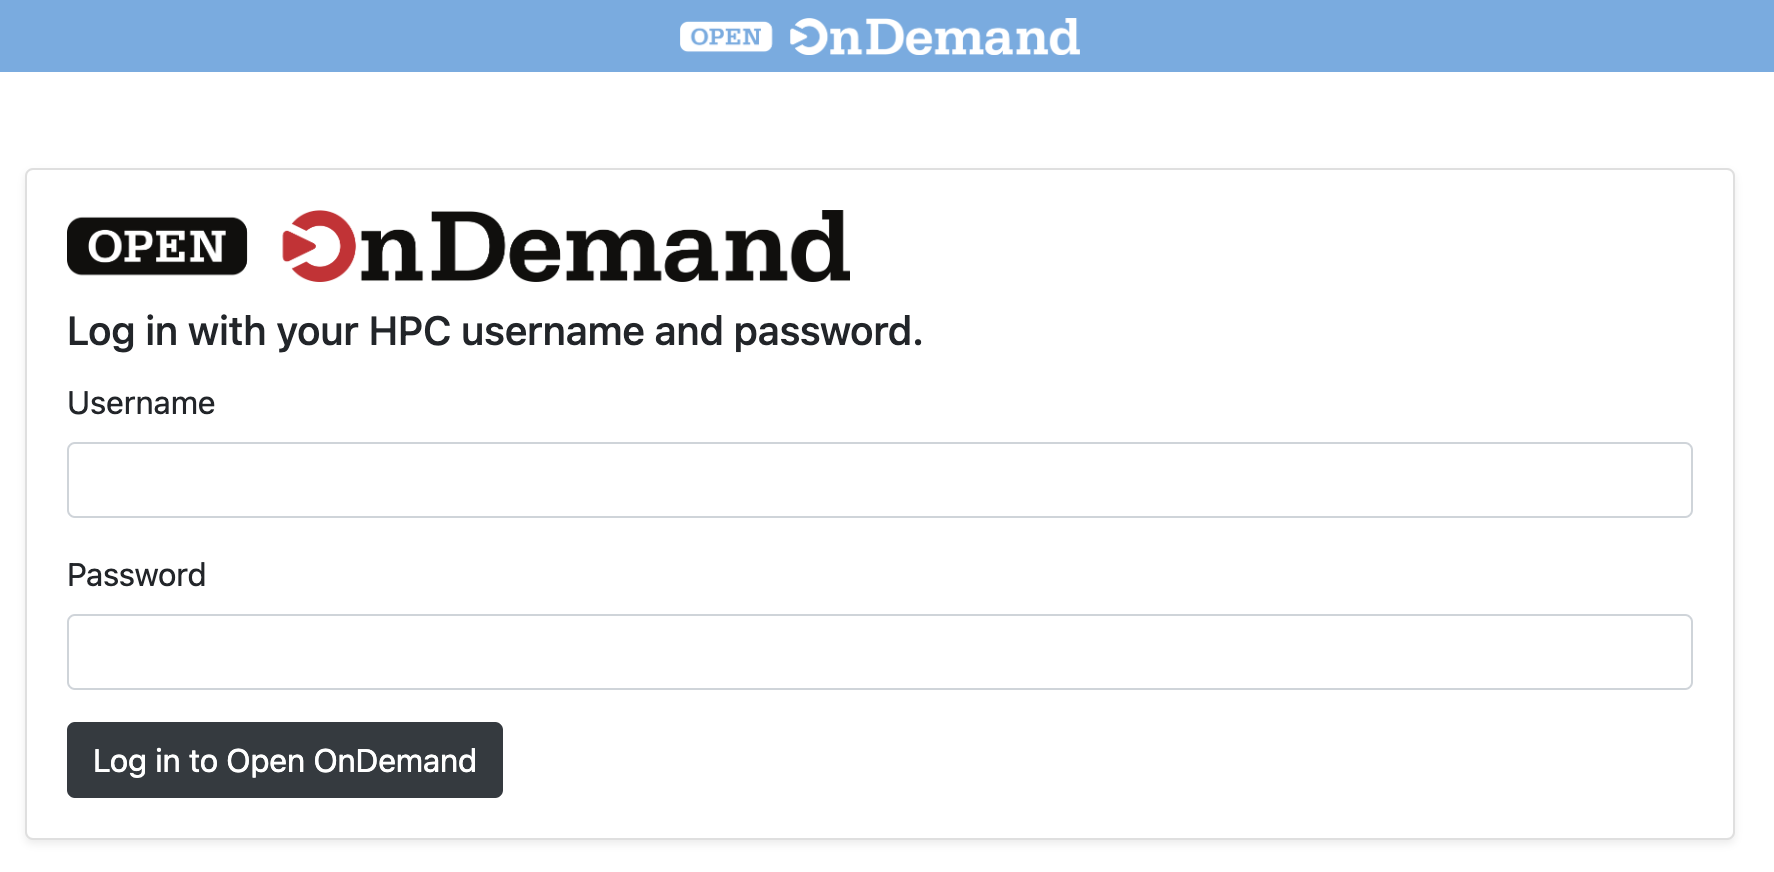 OPEN OnDemand
OPEN OnDemand
Log in with your HPC username and password.
Username
Password
Log in to Open OnDemand